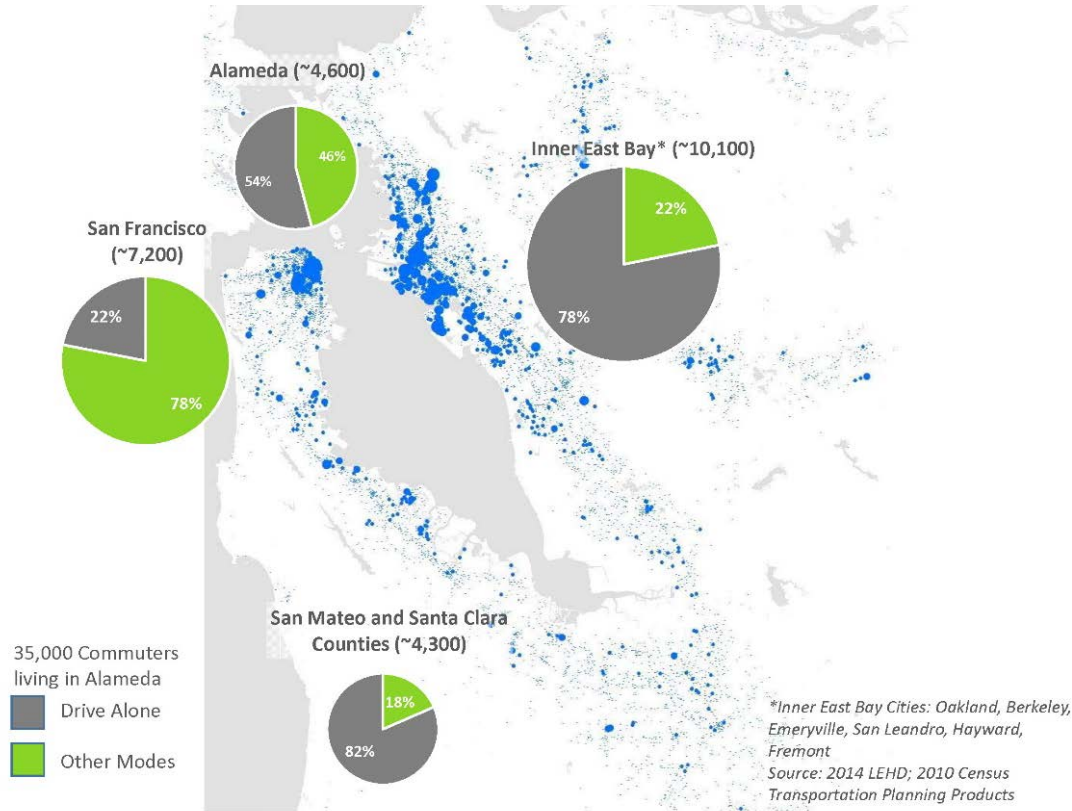 Alameda (~4,600)
46%
54%
Inner East Bay* (~10,100)
22%
78%
San Francisco
(~7,200)
22%
78%
San Mateo and Santa Clara
Counties (~4,300)
18%
82%
35,000 Commuters
living in Alameda
Drive Alone
Other Modes
*Inner East Bay Cities: Oakland, Berkeley,
Emeryville, San Leandro, Hayward,
Fremont
Source: 2014 LEHD; 2010 Census
Transportation Planning Products